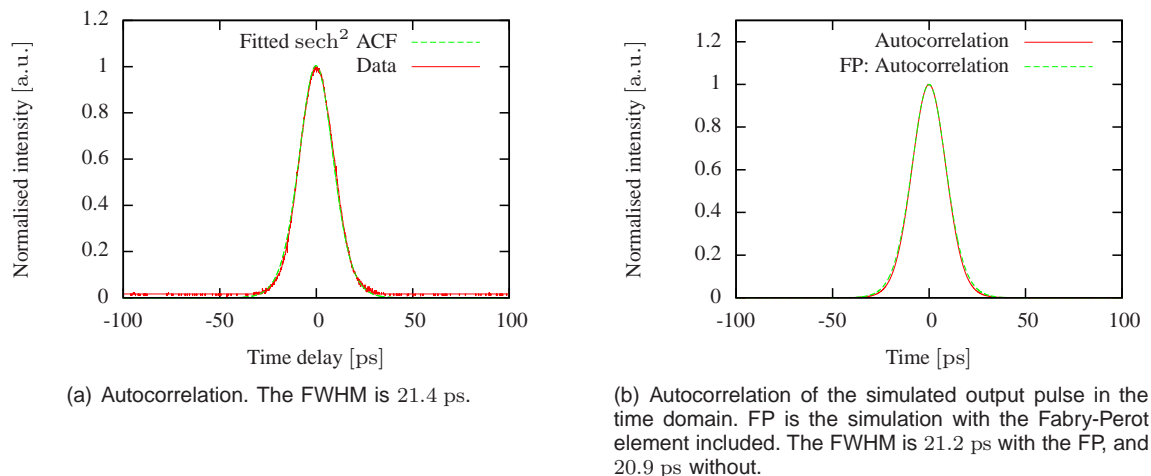 1.2
1
0.8
0.6
0.4
0.2
0
-100
-50
0
50
100
Normalised intensity [a.u.]
Time delay [ps]
Fitted sech² ACF
Data
(a) Autocorrelation. The FWHM is 21.4 ps.
1.2
1
0.8
0.6
0.4
0.2
0
-100
-50
0
50
100
Normalised intensity [a.u.]
Time [ps]
Autocorrelation
FP: Autocorrelation
(b) Autocorrelation of the simulated output pulse in the
time domain. FP is the simulation with the Fabry-Perot
element included. The FWHM is 21.2 ps with the FP, and
20.9 ps without.